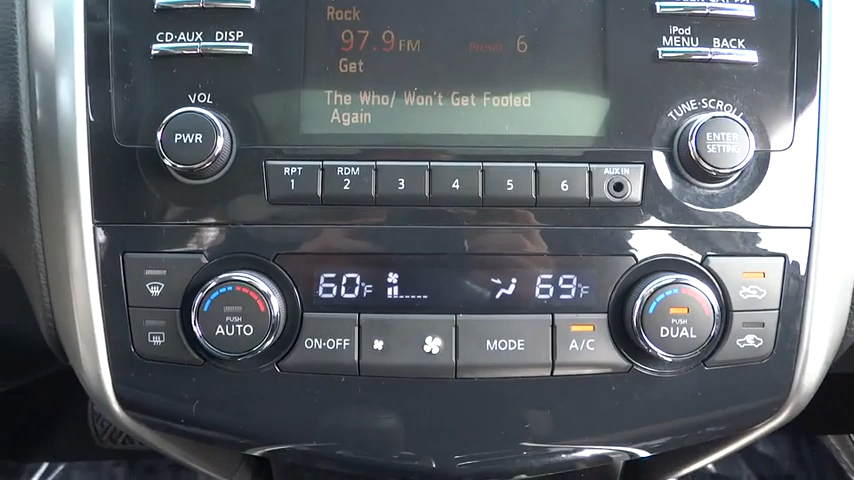 Rock
97.9 FM Preset 6
Get
The Who/ Won't Get Fooled
Again
CD·AUX DISP
iPod
MENU BACK
VOL
PWR
TUNE·SCROLL
ENTER
SETTING
RPT RDM
1 2 3 4 5 6
AUX IN
60°F 69°F
PUSH
AUTO
ON·OFF
MODE
A/C
PUSH
DUAL